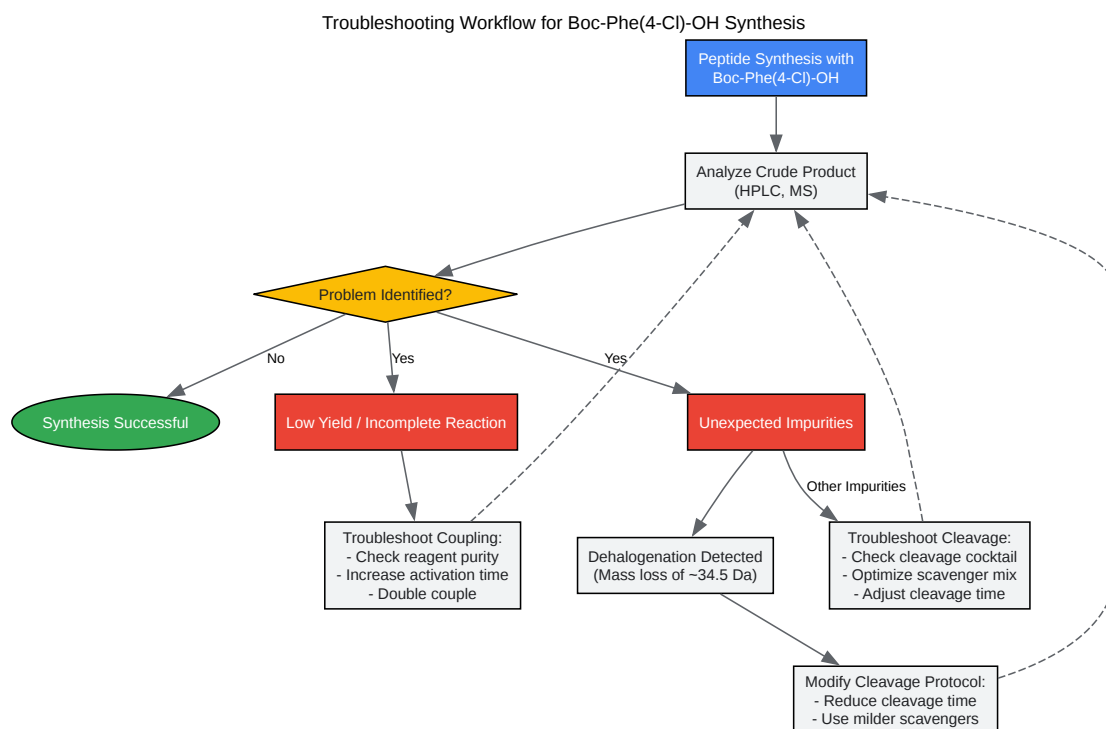 Troubleshooting Workflow for Boc-Phe(4-Cl)-OH Synthesis
Peptide Synthesis with
Boc-Phe(4-Cl)-OH
Analyze Crude Product
(HPLC, MS)
Problem Identified?
No
Yes
Yes
Synthesis Successful
Low Yield / Incomplete Reaction
Unexpected Impurities
Other Impurities
Troubleshoot Coupling:
- Check reagent purity
- Increase activation time
- Double couple
Dehalogenation Detected
(Mass loss of ~34.5 Da)
Troubleshoot Cleavage:
- Check cleavage cocktail
- Optimize scavenger mix
- Adjust cleavage time
Modify Cleavage Protocol:
- Reduce cleavage time
- Use milder scavengers